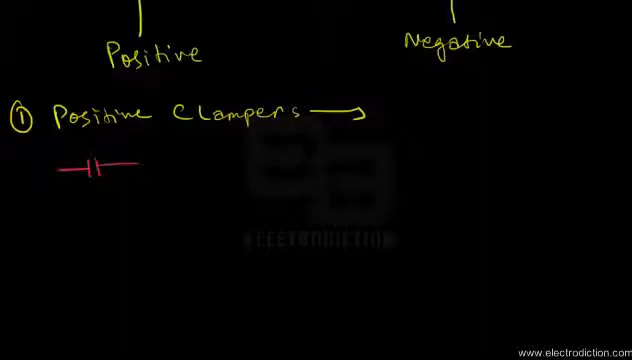 Positive Negative
① Positive Clampers →
ELECTRODICTION
www.electrodiction.com